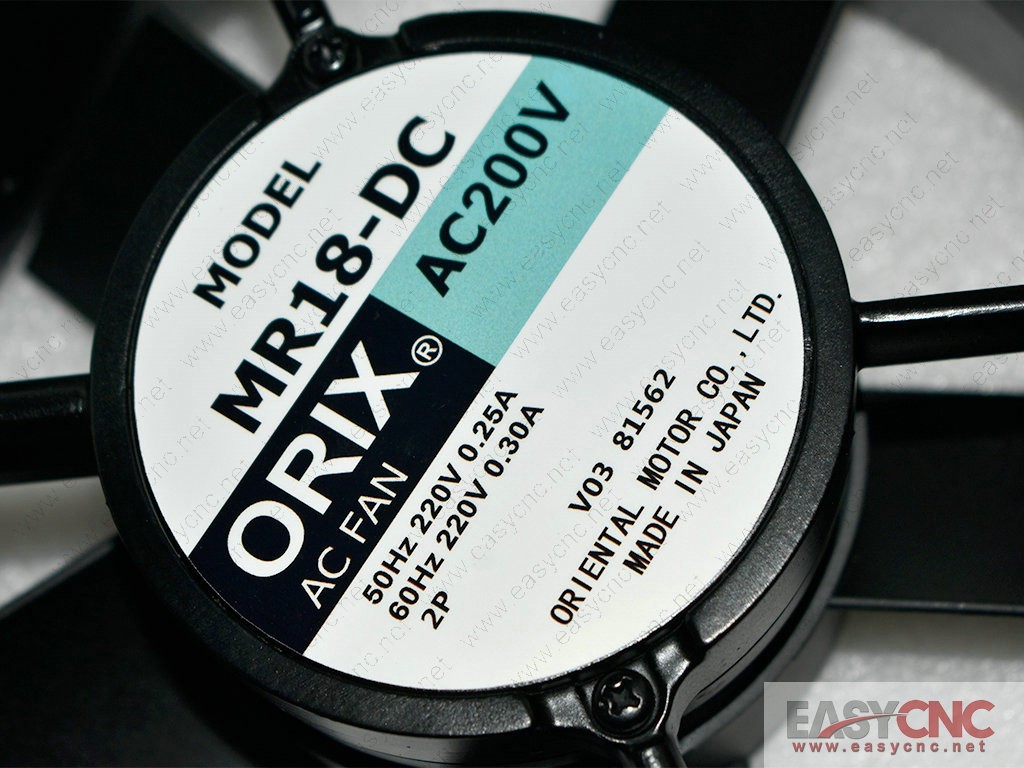 MODEL
MR18-DC
AC200V
ORIX®
AC FAN
50Hz 220V 0.25A
60Hz 220V 0.30A
2P
V03 81562
ORIENTAL MOTOR CO.,LTD.
MADE IN JAPAN
EASYCNC
www.easycnc.net